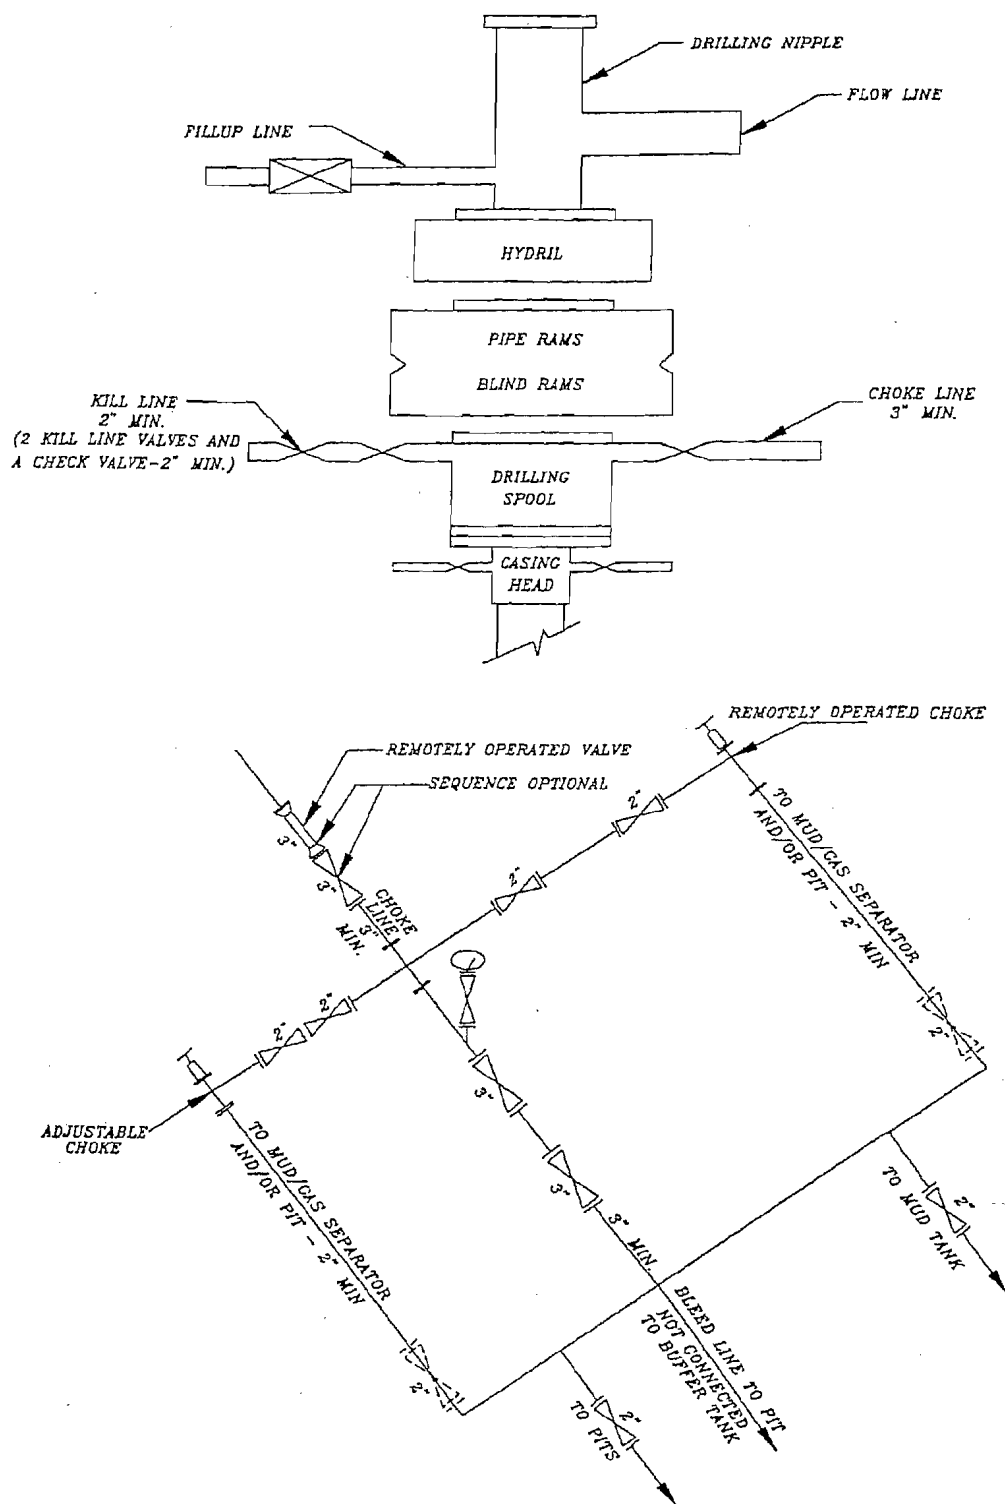 DRILLING NIPPLE
FLOW LINE
FILLUP LINE
HYDRIL
PIPE RAMS
BLIND RAMS
KILL LINE
2" MIN.
(2 KILL LINE VALVES AND
A CHECK VALVE-2" MIN.)
CHOKE LINE
3" MIN.
DRILLING
SPOOL
CASING
HEAD
REMOTELY OPERATED CHOKE
REMOTELY OPERATED VALVE
SEQUENCE OPTIONAL
3"
3"
CHOKE
LINE
3"
MIN.
2"
2"
TO MUD/GAS SEPARATOR
AND/OR PIT - 2" MIN
2"
2"
2"
ADJUSTABLE
CHOKE
TO MUD/GAS SEPARATOR
AND/OR PIT - 2" MIN
2"
3"
3"
3" MIN.
BLEED LINE TO PIT
NOT CONNECTED
TO BUFFER TANK
2"
TO MUD TANK
2"
TO PITS